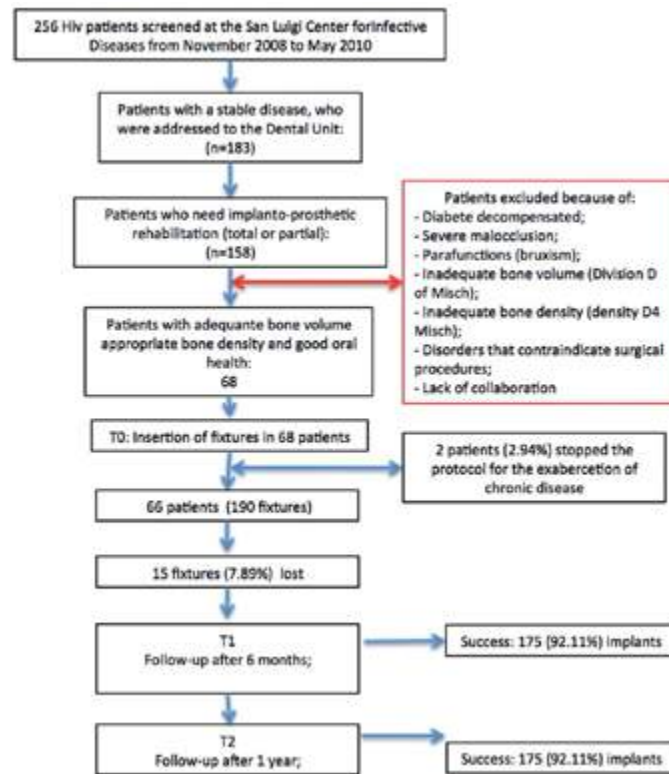 256 Hiv patients screened at the San Luigi Center forInfective
Diseases from November 2008 to May 2010
Patients with a stable disease, who
were addressed to the Dental Unit:
(n=183)
Patients who need implanto-prosthetic
rehabilitation (total or partial):
(n=158)
Patients excluded because of:
- Diabete decompensated;
- Severe malocclusion;
- Parafunctions (bruxism);
- Inadequate bone volume (Division D
of Misch);
- Inadequate bone density (density D4
Misch);
- Disorders that contraindicate surgical
procedures;
- Lack of collaboration
Patients with adequante bone volume
appropriate bone density and good oral
health:
68
T0: Insertion of fixtures in 68 patients
2 patients (2.94%) stopped the
protocol for the exabercetion of
chronic disease
66 patients (190 fixtures)
15 fixtures (7.89%) lost
T1
Follow-up after 6 months;
Success: 175 (92.11%) implants
T2
Follow-up after 1 year;
Success: 175 (92.11%) implants